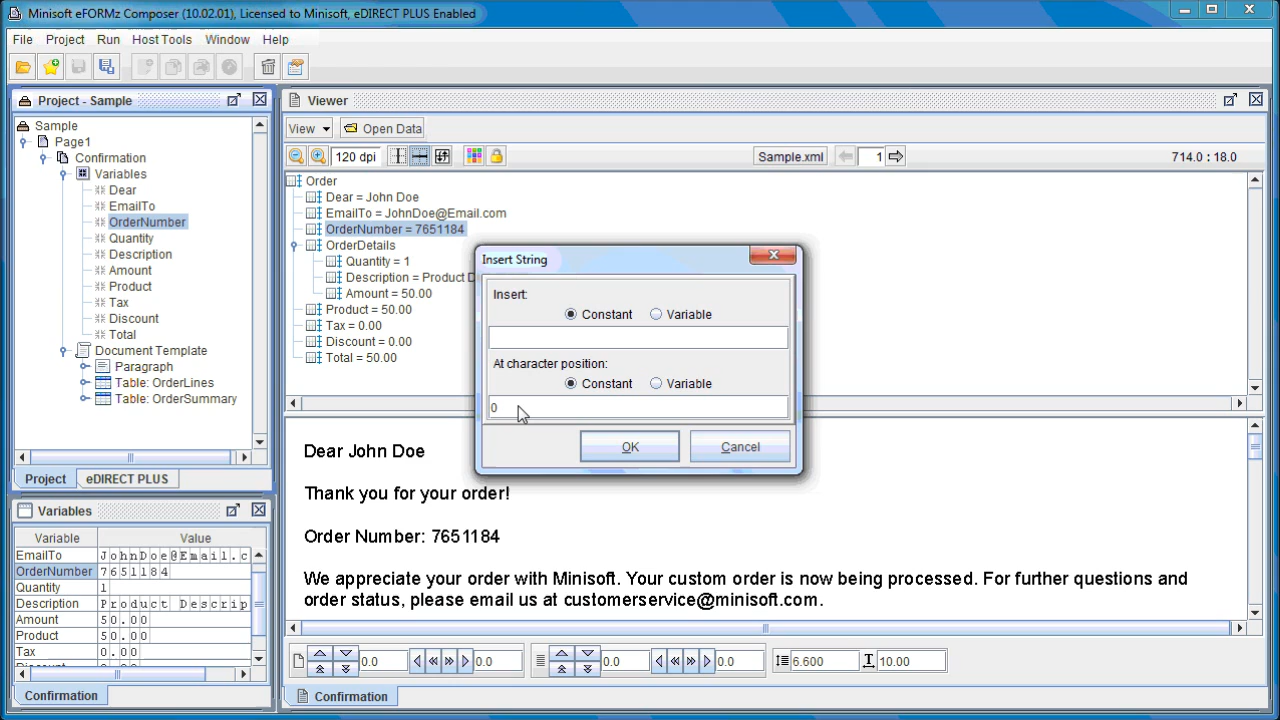 Minisoft eFORMz Composer (10.02.01), Licensed to Minisoft, eDIRECT PLUS Enabled
File Project Run Host Tools Window Help
Project - Sample
Sample
Page1
Confirmation
Variables
Dear
EmailTo
OrderNumber
Quantity
Description
Amount
Product
Tax
Discount
Total
Document Template
Paragraph
Table: OrderLines
Table: OrderSummary
Project eDIRECT PLUS
Variables
Variable Value
EmailTo JohnDoe@Email.c
OrderNumber 7651184
Quantity 1
Description Product Descrip
Amount 50.00
Product 50.00
Tax 0.00
Confirmation
Viewer
View Open Data
120 dpi Sample.xml 1 714.0 : 18.0
Order
Dear = John Doe
EmailTo = JohnDoe@Email.com
OrderNumber = 7651184
OrderDetails
Quantity = 1
Description = Product D
Amount = 50.00
Product = 50.00
Tax = 0.00
Discount = 0.00
Total = 50.00
Insert String
Insert:
Constant Variable
At character position:
Constant Variable
0
OK Cancel
Dear John Doe
Thank you for your order!
Order Number: 7651184
We appreciate your order with Minisoft. Your custom order is now being processed. For further questions and
order status, please email us at customerservice@minisoft.com.
0.0 0.0 0.0 0.0 6.600 10.00
Confirmation